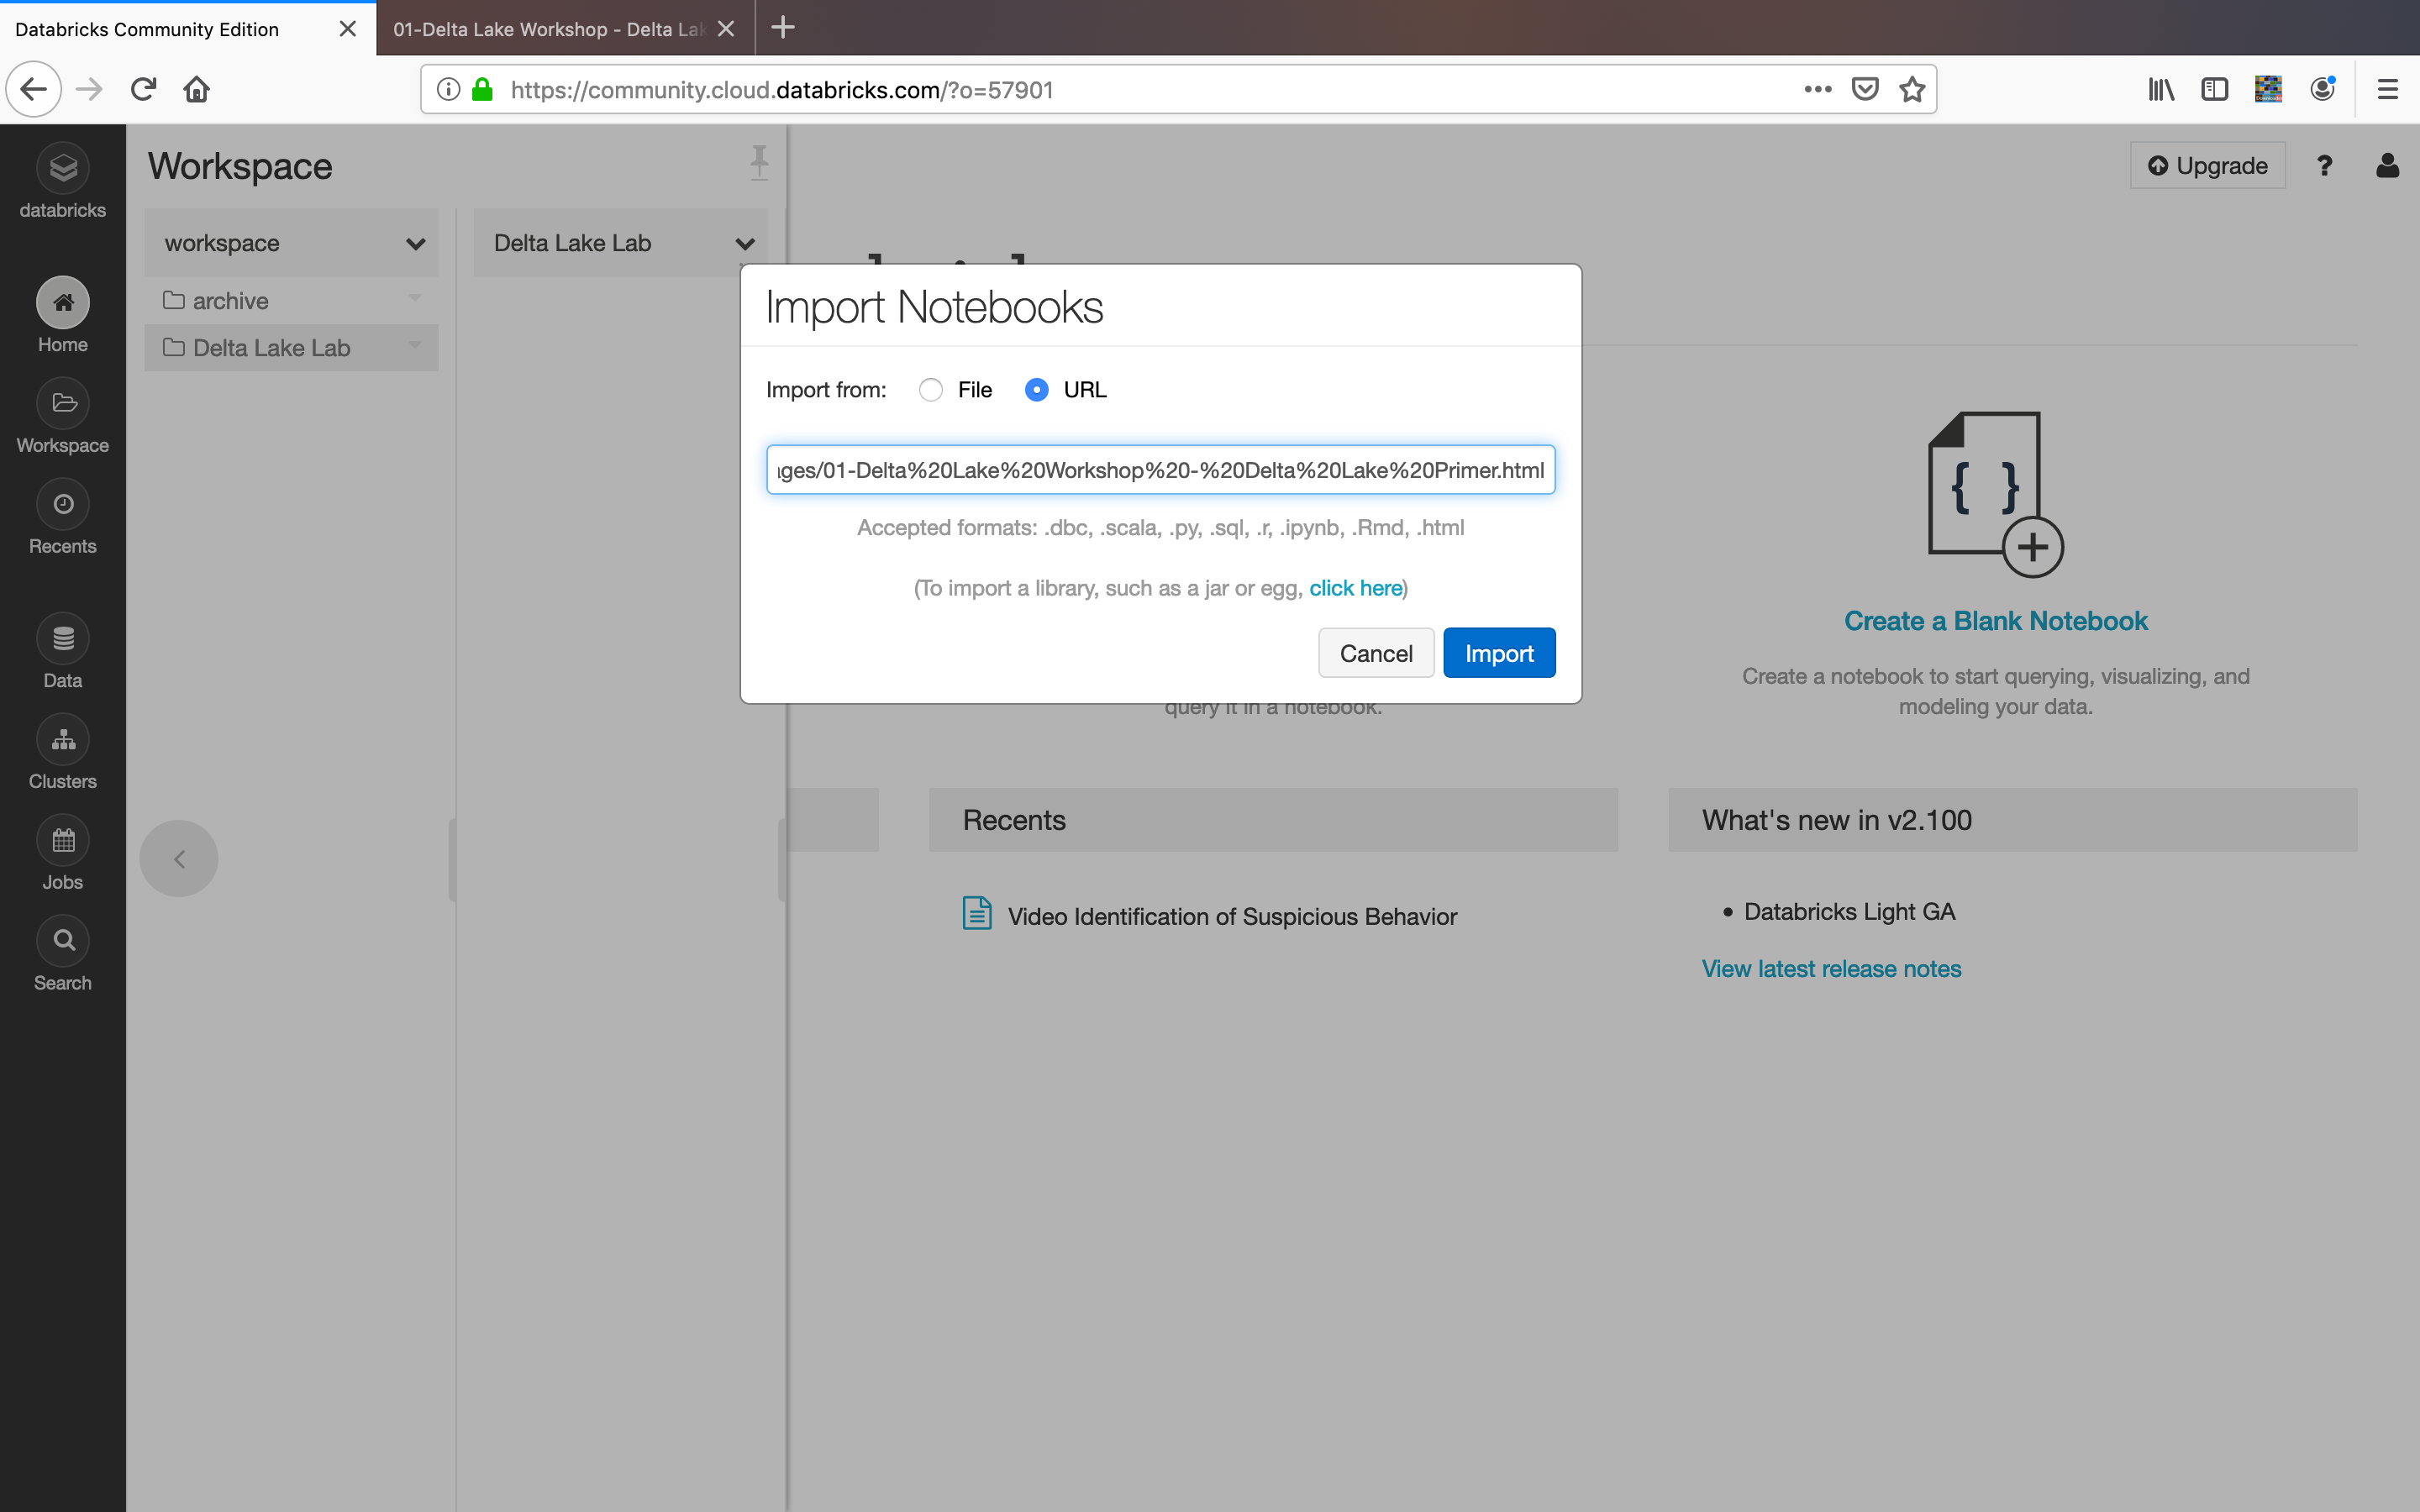 Databricks Community Edition
01-Delta Lake Workshop - Delta Lak
https://community.cloud.databricks.com/?o=57901
databricks
Home
Workspace
Recents
Data
Clusters
Jobs
Search
Workspace
workspace
archive
Delta Lake Lab
Delta Lake Lab
Upgrade
?
Import Notebooks
Import from: File URL
ges/01-Delta%20Lake%20Workshop%20-%20Delta%20Lake%20Primer.html
Accepted formats: .dbc, .scala, .py, .sql, .r, .ipynb, .Rmd, .html
(To import a library, such as a jar or egg, click here)
Cancel
Import
query it in a notebook.
{ }
Create a Blank Notebook
Create a notebook to start querying, visualizing, and
modeling your data.
Recents
Video Identification of Suspicious Behavior
What's new in v2.100
• Databricks Light GA
View latest release notes